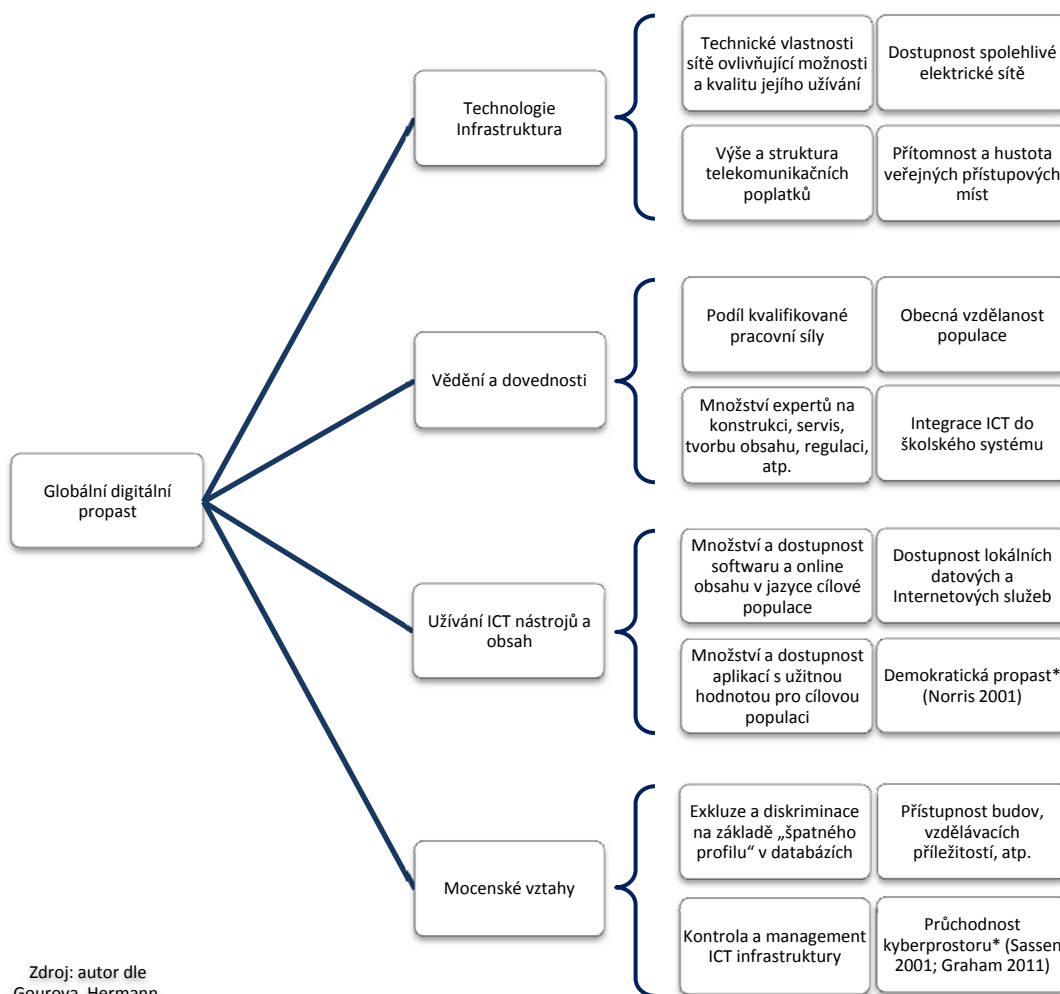 Globální digitální
propast
Technologie
Infrastruktura
Technické vlastnosti
sítě ovlivňující možnosti
a kvalitu jejího užívání
Dostupnost spolehlivé
elektrické sítě
Výše a struktura
telekomunikačních
poplatků
Přítomnost a hustota
veřejných přístupových
míst
Vědění a dovednosti
Podíl kvalifikované
pracovní síly
Obecná vzdělanost
populace
Množství expertů na
konstrukci, servis,
tvorbu obsahu, regulaci,
atp.
Integrace ICT do
školského systému
Užívání ICT nástrojů a
obsah
Množství a dostupnost
softwaru a online
obsahu v jazyce cílové
populace
Dostupnost lokálních
datových a
Internetových služeb
Množství a dostupnost
aplikací s užitnou
hodnotou pro cílovou
populaci
Demokratická propast*
(Norris 2001)
Mocenské vztahy
Exkluze a diskriminace
na základě „špatného
profilu“ v databázích
Přístupnost budov,
vzdělávacích
příležitostí, atp.
Kontrola a management
ICT infrastruktury
Průchodnost
kyberprostoru* (Sassen
2001; Graham 2011)
Zdroj: autor dle
Gourova, Hermann